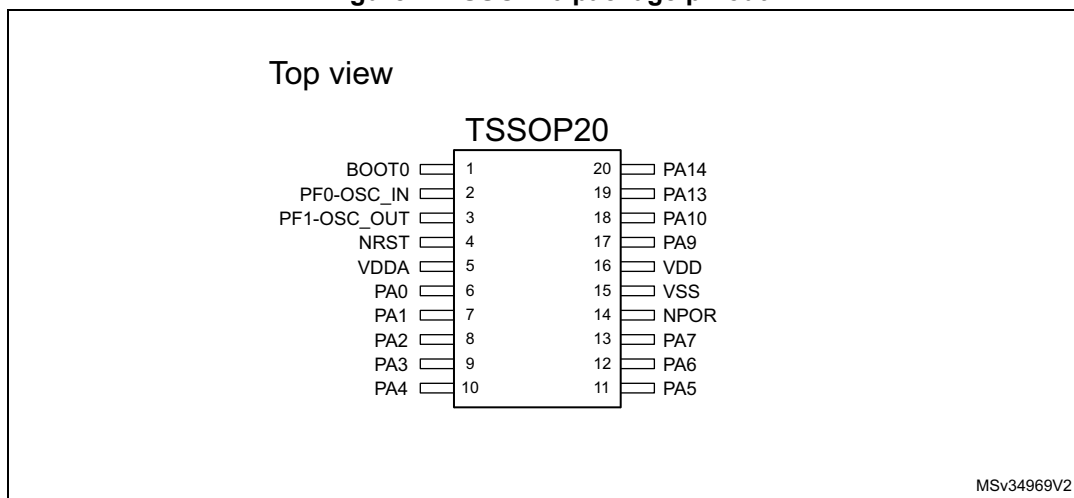 Top view
TSSOP20
BOOT0 1 20 PA14
PF0-OSC_IN 2 19 PA13
PF1-OSC_OUT 3 18 PA10
NRST 4 17 PA9
VDDA 5 16 VDD
PA0 6 15 VSS
PA1 7 14 NPOR
PA2 8 13 PA7
PA3 9 12 PA6
PA4 10 11 PA5
MSv34969V2